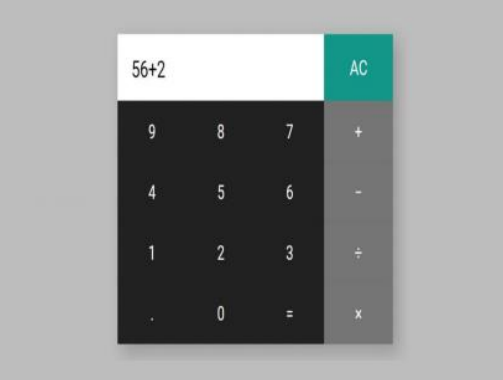 56+2 AC
9 8 7 +
4 5 6 −
1 2 3 ÷
. 0 = ×